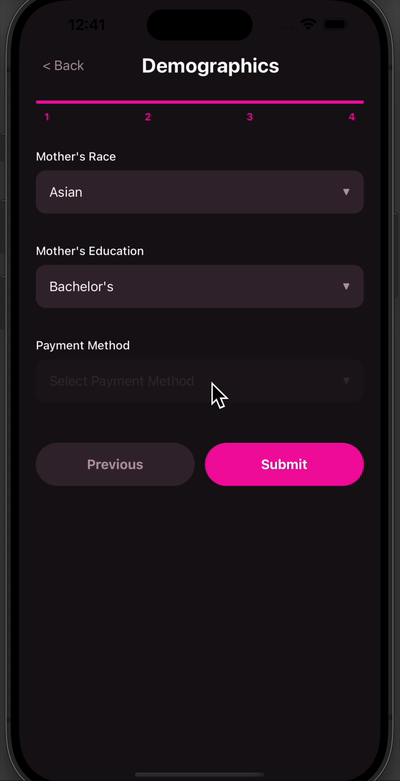 12:41
< Back
Demographics
1 2 3 4
Mother's Race
Asian
Mother's Education
Bachelor's
Payment Method
Select Payment Method
Previous
Submit